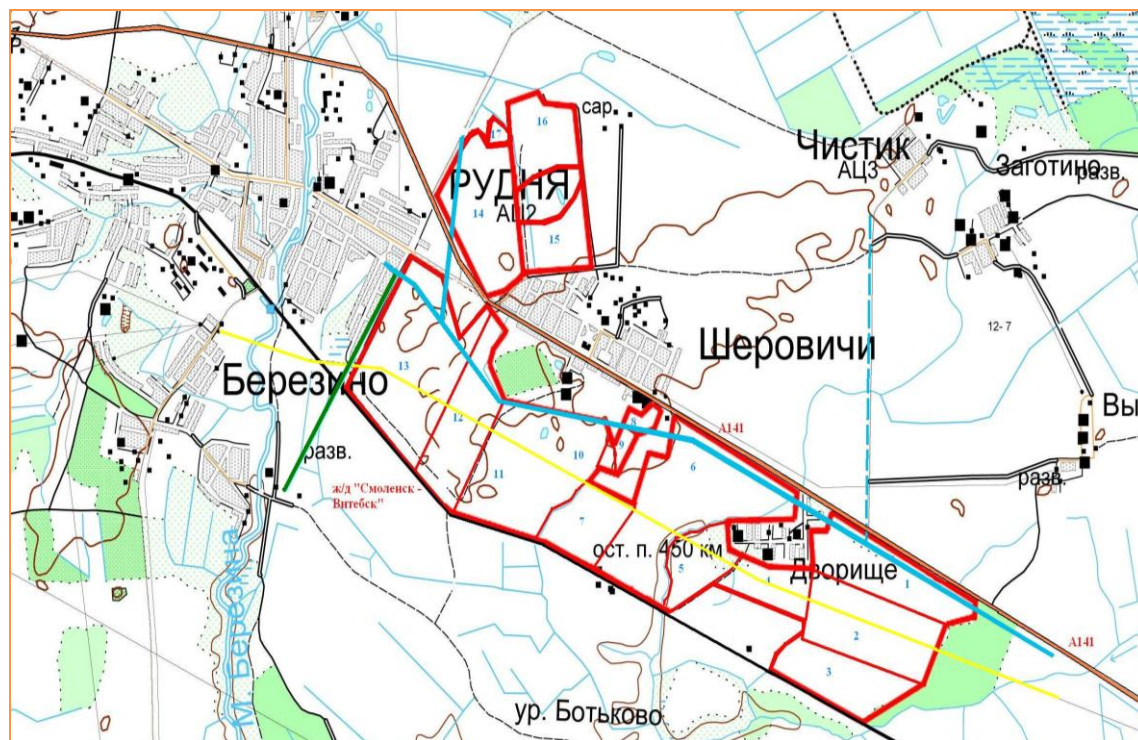 сар.
17
16
Чистик
АЦ3
Заготино
разв.
РУДНЯ
АЦ2
14
15
12-7
Шеровичи
13
Березино
Вы
8
А141
12
9
10
6
разв.
11
разв.
ж/д "Смоленск -
Витебск"
7
ост. п. 450 км
Дворище
5
4
1
М. Березина
2
А141
3
ур. Ботьково